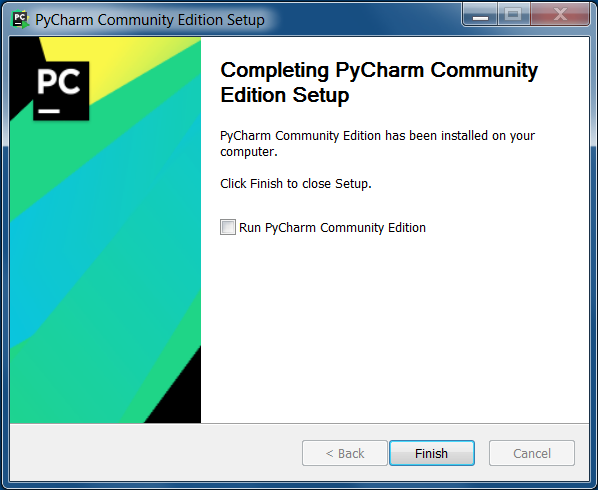 PyCharm Community Edition Setup
PC
Completing PyCharm Community
Edition Setup
PyCharm Community Edition has been installed on your
computer.
Click Finish to close Setup.
Run PyCharm Community Edition
< Back
Finish
Cancel